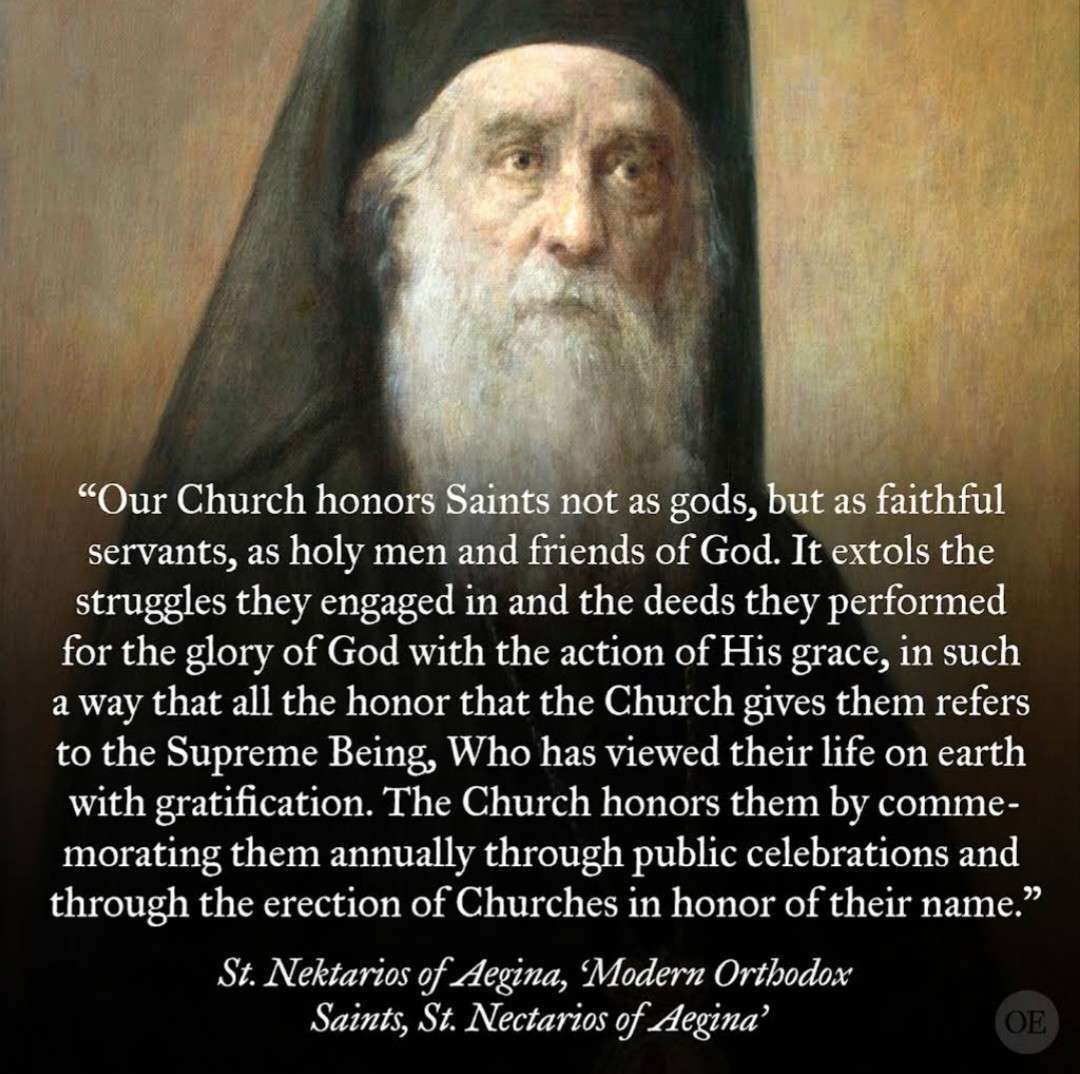 “Our Church honors Saints not as gods, but as faithful
servants, as holy men and friends of God. It extols the
struggles they engaged in and the deeds they performed
for the glory of God with the action of His grace, in such
a way that all the honor that the Church gives them refers
to the Supreme Being, Who has viewed their life on earth
with gratification. The Church honors them by comme-
morating them annually through public celebrations and
through the erection of Churches in honor of their name.”
St. Nektarios of Aegina, ‘Modern Orthodox
Saints, St. Nectarios of Aegina’
OE